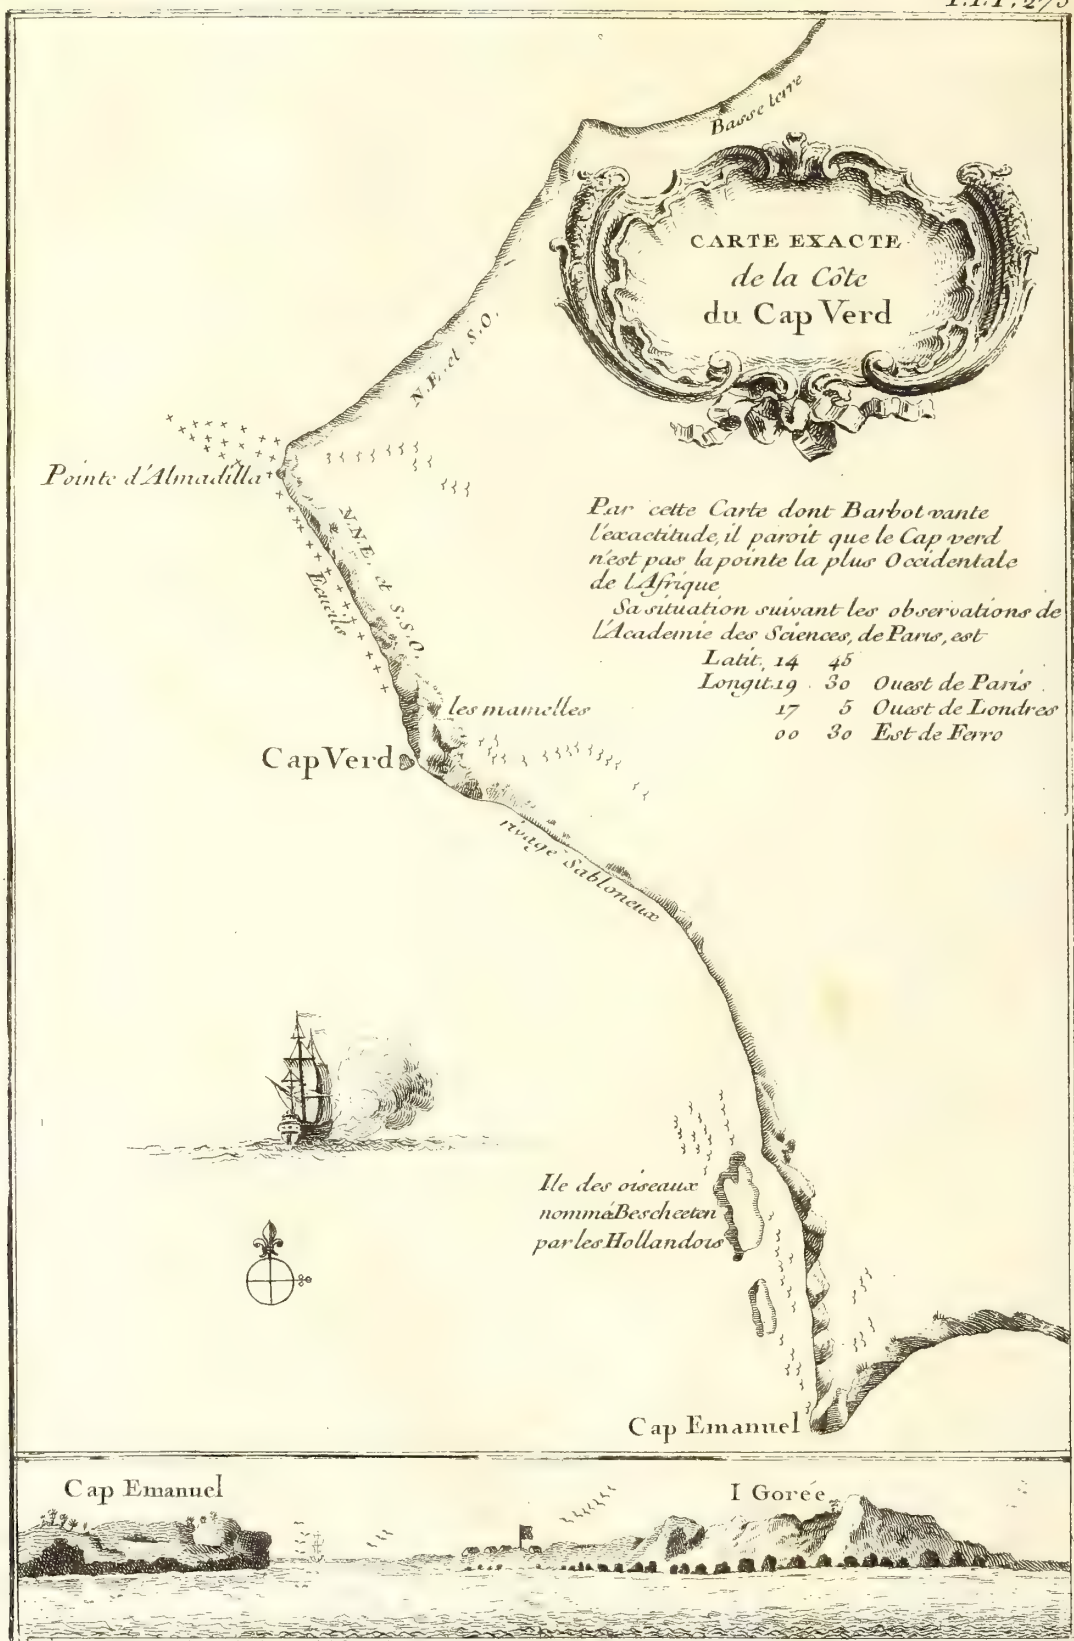 T.I.P. 275
Basse terre
CARTE EXACTE
de la Côte
du Cap Verd
N.E. et S.O.
Pointe d'Almadilla
N.N.E. et S.S.O.
Ecueils
Par cette Carte dont Barbot vante
l'exactitude, il paroit que le Cap verd
n'est pas la pointe la plus Occidentale
de l'Afrique
Sa situation suivant les observations de
l'Academie des Sciences, de Paris, est
Latit. 14 45
Longit. 19 . 30 Ouest de Paris .
17 5 Ouest de Londres
00 30 Est de Ferro
les mamelles
Cap Verd
rivage Sabloneux
Ile des oiseaux
nommé Bescheeten
par les Hollandois
Cap Emanuel
Cap Emanuel
I Gorée